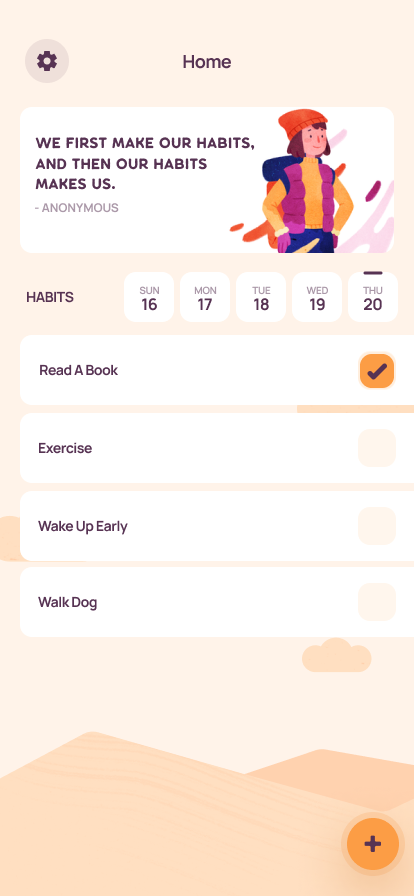 Home
WE FIRST MAKE OUR HABITS,
AND THEN OUR HABITS
MAKES US.
- ANONYMOUS
HABITS
SUN MON TUE WED THU
16 17 18 19 20
Read A Book
Exercise
Wake Up Early
Walk Dog